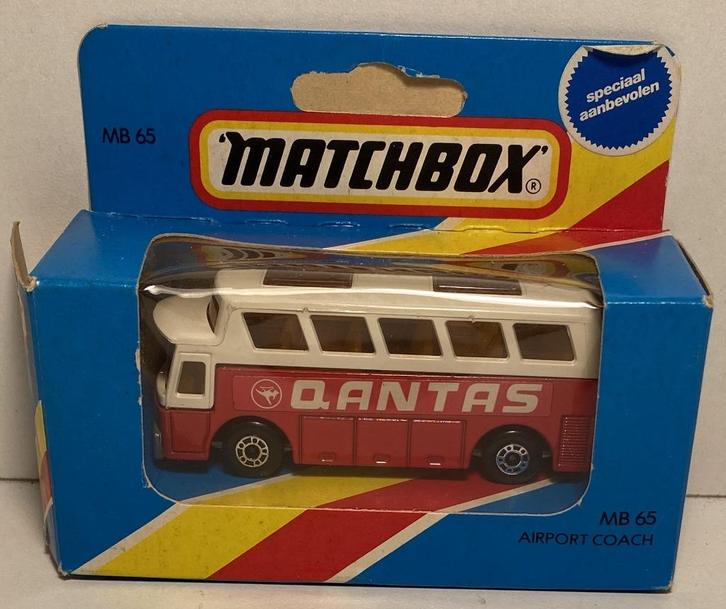 MB 65
'MATCHBOX'®
speciaal
aanbevolen
QANTAS
MB 65
AIRPORT COACH